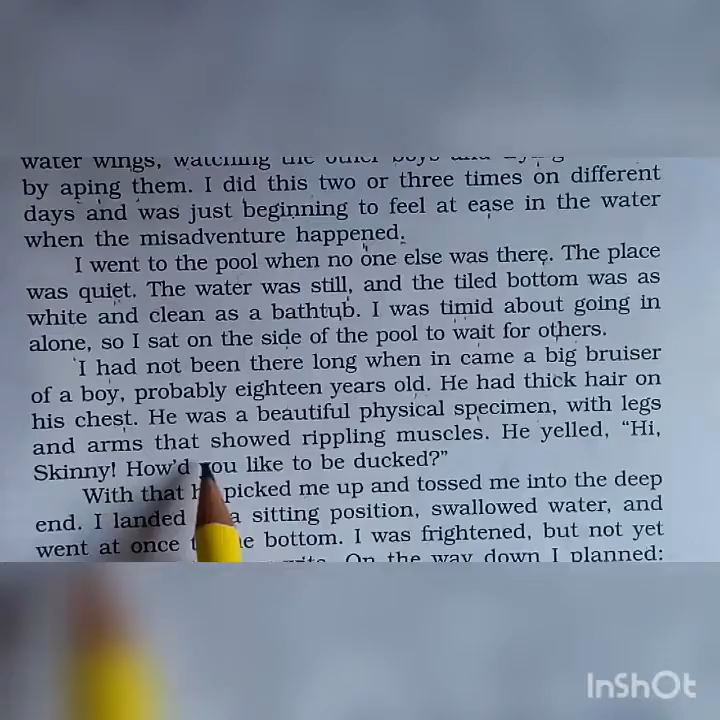 water wings, watching the other boys and
by aping them. I did this two or three times on different
days and was just beginning to feel at ease in the water
when the misadventure happened.
I went to the pool when no one else was there. The place
was quiet. The water was still, and the tiled bottom was as
white and clean as a bathtub. I was timid about going in
alone, so I sat on the side of the pool to wait for others.
I had not been there long when in came a big bruiser
of a boy, probably eighteen years old. He had thick hair on
his chest. He was a beautiful physical specimen, with legs
and arms that showed rippling muscles. He yelled, “Hi,
Skinny! How’d you like to be ducked?”
With that picked me up and tossed me into the deep
end. I landed a sitting position, swallowed water, and
went at once bottom. I was frightened, but not yet
On the way down I planned:
InShOt